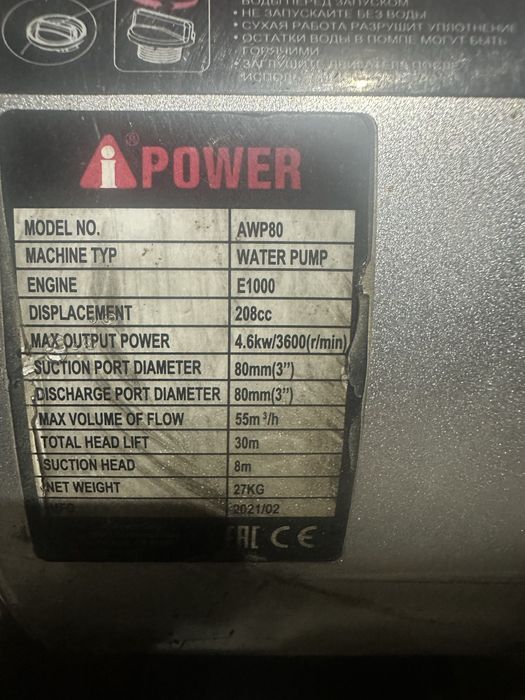 ВОДЫ ПЕРЕД ЗАПУСКОМ
• НЕ ЗАПУСКАЙТЕ БЕЗ ВОДЫ
• СУХАЯ РАБОТА РАЗРУШИТ УПЛОТНЕНИЕ
• ОСТАТКИ ВОДЫ В ПОМПЕ МОГУТ БЫТЬ
ГОРЯЧИМИ
• ЗАГЛУШИТЕ ДВИГАТЕЛЬ ПОСЛЕ
iPOWER®
MODEL NO. AWP80
MACHINE TYP WATER PUMP
ENGINE E1000
DISPLACEMENT 208cc
MAX OUTPUT POWER 4.6kw/3600(r/min)
SUCTION PORT DIAMETER 80mm(3”)
DISCHARGE PORT DIAMETER 80mm(3”)
MAX VOLUME OF FLOW 55m³/h
TOTAL HEAD LIFT 30m
SUCTION HEAD 8m
NET WEIGHT 27KG
2021/02
EAC CE